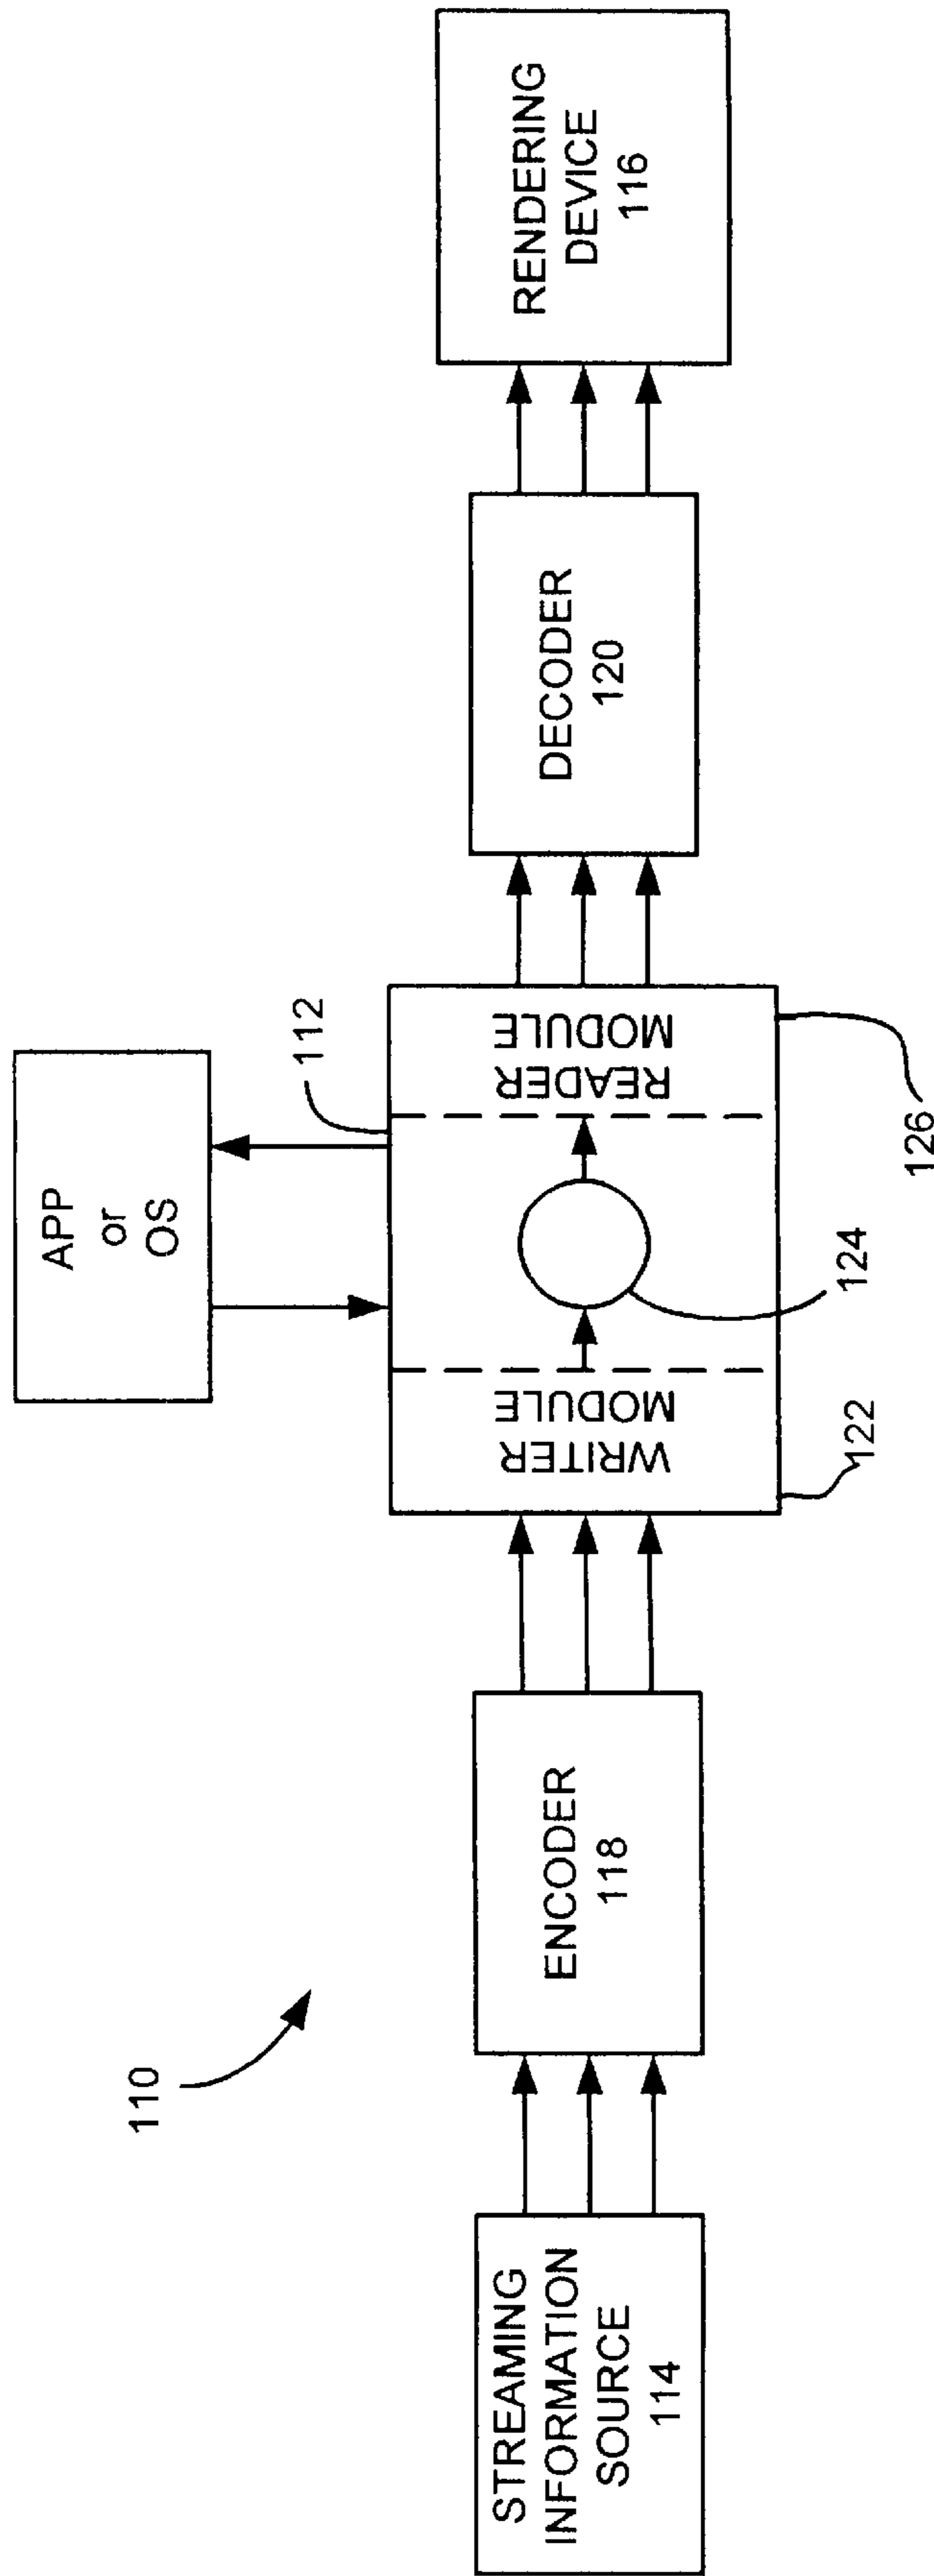 APP
or
OS
110
112
STREAMING
INFORMATION
SOURCE
114
ENCODER
118
WRITER
MODULE
READER
MODULE
DECODER
120
RENDERING
DEVICE
116
122
124
126